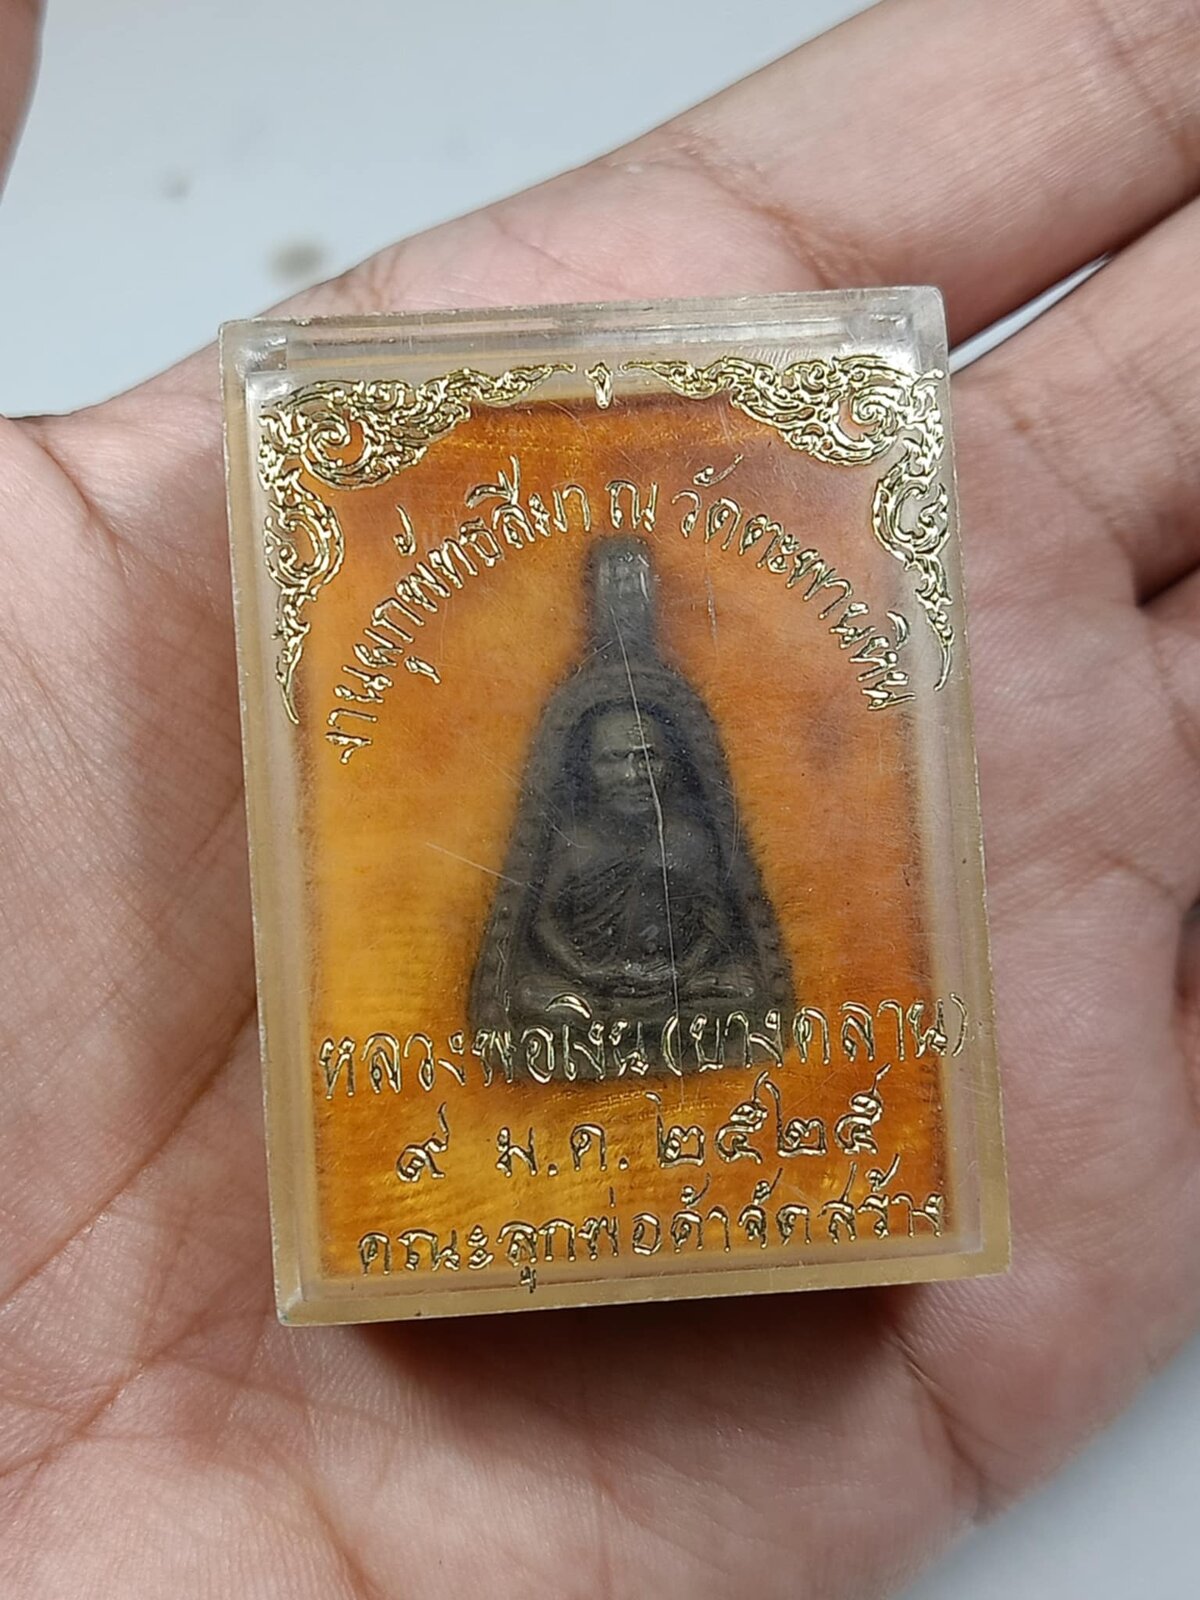 งานผูกพัทธสีมา ณ วัดตะพานหิน
หลวงพ่อเงิน (บางคลาน)
๙ ม.ค. ๒๕๒๕
คณะลูกพ่อค้าจัดสร้าง